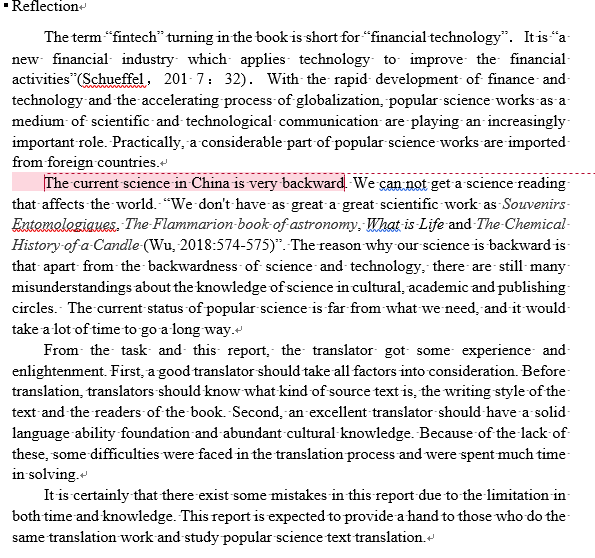 Reflection
The term “fintech” turning in the book is short for “financial technology”. It is “a
new financial industry which applies technology to improve the financial
activities”(Schueffel, 201 7: 32). With the rapid development of finance and
technology and the accelerating process of globalization, popular science works as a
medium of scientific and technological communication are playing an increasingly
important role. Practically, a considerable part of popular science works are imported
from foreign countries.
The current science in China is very backward. We can not get a science reading
that affects the world. “We don't have as great a great scientific work as Souvenirs
Entomologiques, The Flammarion book of astronomy, What is Life and The Chemical
History of a Candle (Wu, 2018:574-575)”. The reason why our science is backward is
that apart from the backwardness of science and technology, there are still many
misunderstandings about the knowledge of science in cultural, academic and publishing
circles. The current status of popular science is far from what we need, and it would
take a lot of time to go a long way.
From the task and this report, the translator got some experience and
enlightenment. First, a good translator should take all factors into consideration. Before
translation, translators should know what kind of source text is, the writing style of the
text and the readers of the book. Second, an excellent translator should have a solid
language ability foundation and abundant cultural knowledge. Because of the lack of
these, some difficulties were faced in the translation process and were spent much time
in solving.
It is certainly that there exist some mistakes in this report due to the limitation in
both time and knowledge. This report is expected to provide a hand to those who do the
same translation work and study popular science text translation.